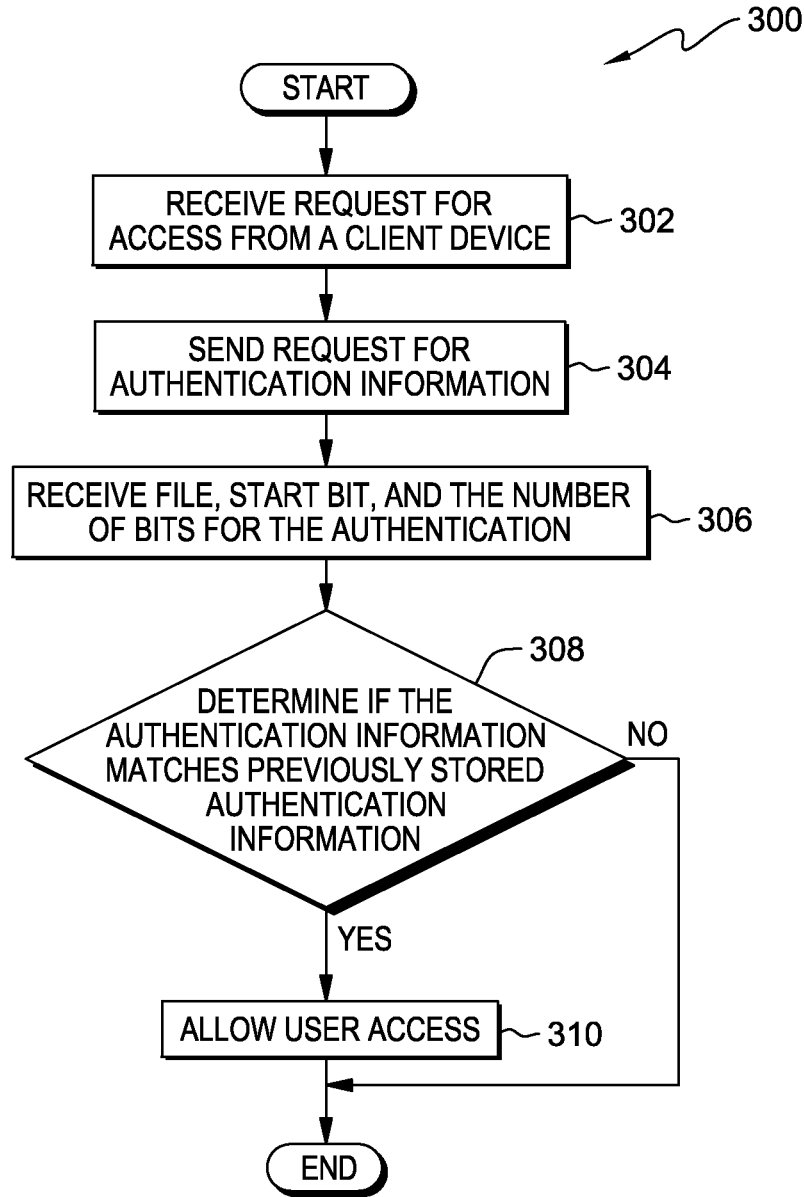 300
START
RECEIVE REQUEST FOR
ACCESS FROM A CLIENT DEVICE
302
SEND REQUEST FOR
AUTHENTICATION INFORMATION
304
RECEIVE FILE, START BIT, AND THE NUMBER
OF BITS FOR THE AUTHENTICATION
306
308
DETERMINE IF THE
AUTHENTICATION INFORMATION
MATCHES PREVIOUSLY STORED
AUTHENTICATION
INFORMATION
NO
YES
ALLOW USER ACCESS
310
END